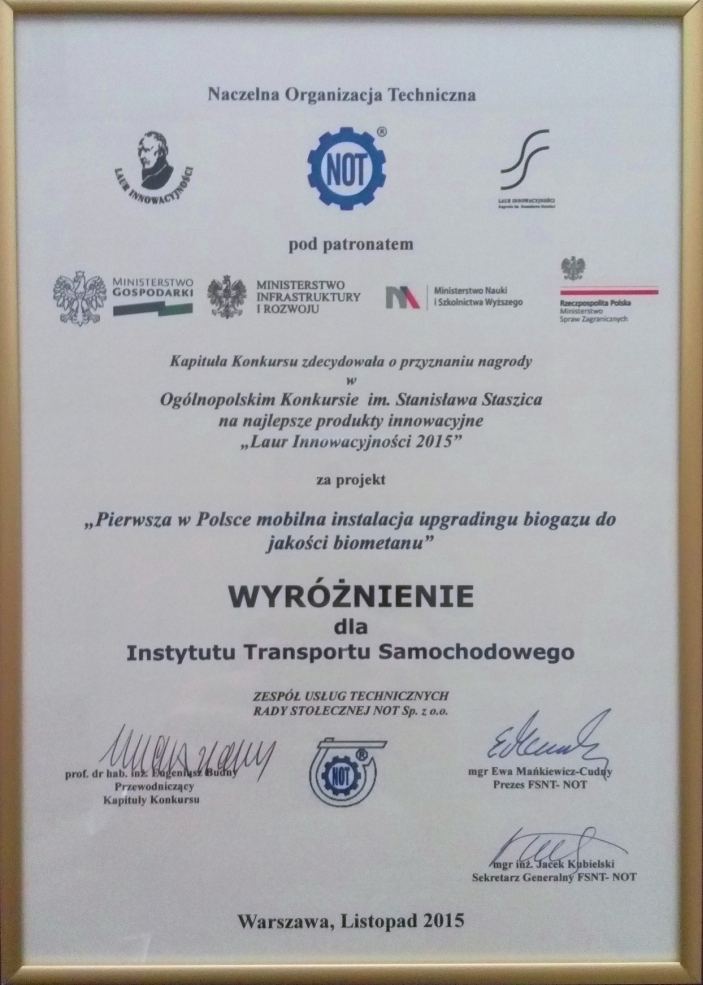 Naczelna Organizacja Techniczna
LAUR INNOWACYJNOŚCI
NOT
®
LAUR INNOWACYJNOŚCI
pod patronatem
MINISTERSTWO
GOSPODARKI
MINISTERSTWO
INFRASTRUKTURY
I ROZWOJU
Ministerstwo Nauki
i Szkolnictwa Wyższego
Rzeczpospolita Polska
Ministerstwo
Spraw Zagranicznych
Kapituła Konkursu zdecydowała o przyznaniu nagrody
w
Ogólnopolskim Konkursie im. Stanisława Staszica
na najlepsze produkty innowacyjne
„Laur Innowacyjności 2015”
za projekt
„Pierwsza w Polsce mobilna instalacja upgradingu biogazu do
jakości biometanu”
WYRÓŻNIENIE
dla
Instytutu Transportu Samochodowego
ZESPÓŁ USŁUG TECHNICZNYCH
RADY STOŁECZNEJ NOT Sp. z o.o.
prof. dr hab. inż. Eugeniusz Budny
Przewodniczący
Kapituły Konkursu
NOT
®
mgr Ewa Mańkiewicz-Cudny
Prezes FSNT- NOT
mgr inż. Jacek Kubielski
Sekretarz Generalny FSNT- NOT
Warszawa, Listopad 2015